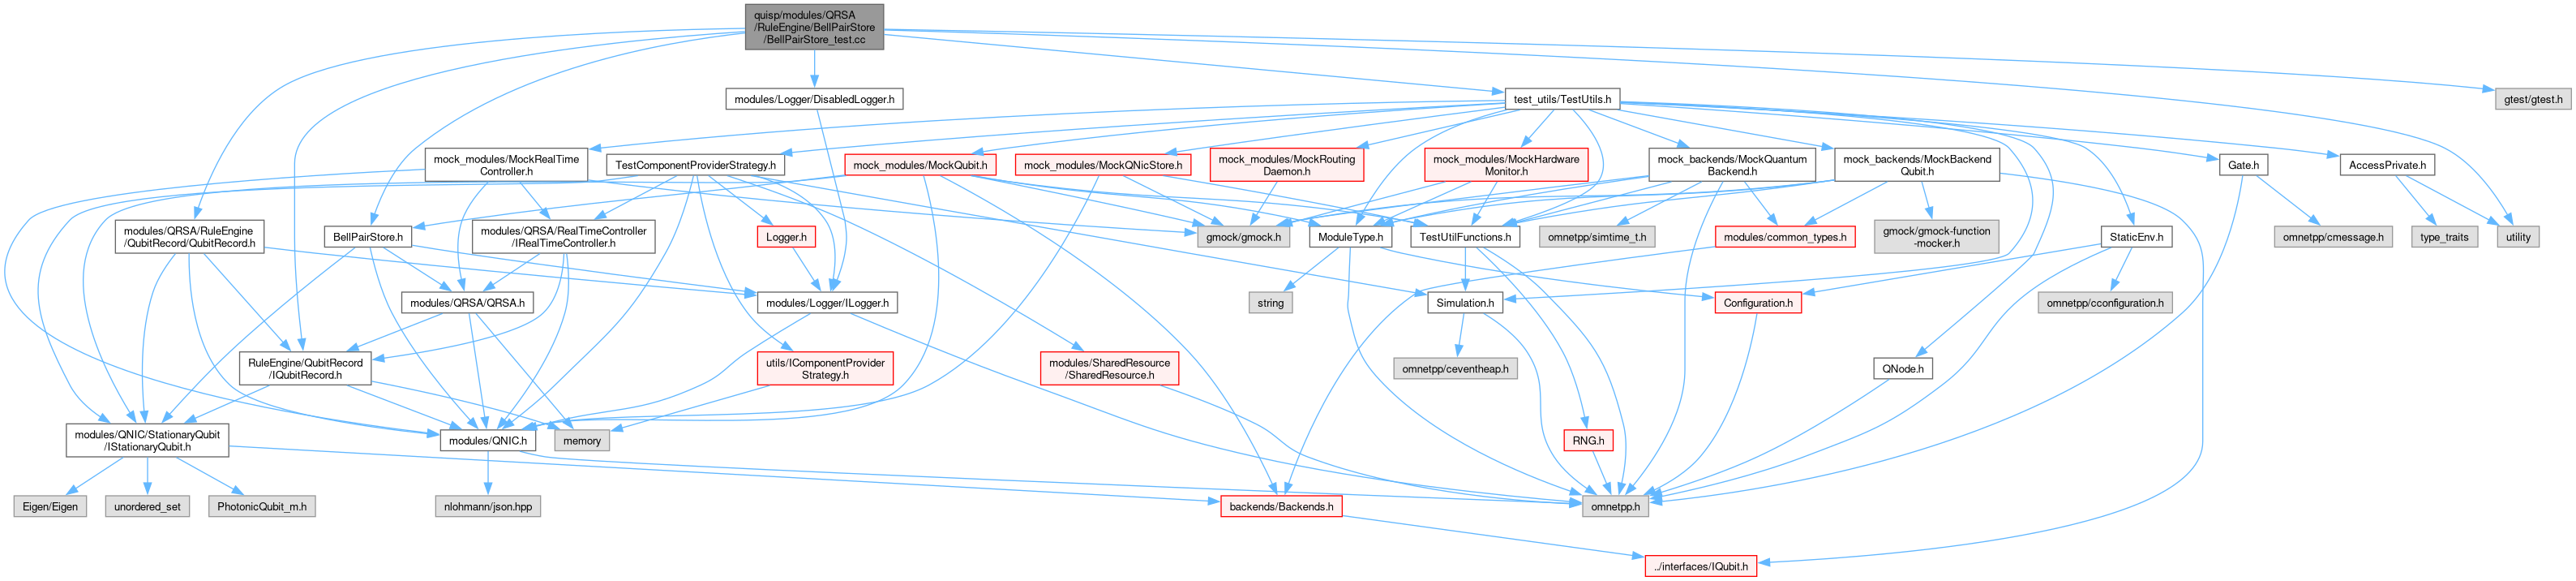 quisp/modules/QRSA
/RuleEngine/BellPairStore
/BellPairStore_test.cc
modules/Logger/DisabledLogger.h
test_utils/TestUtils.h
gtest/gtest.h
mock_modules/MockRealTime
Controller.h
TestComponentProviderStrategy.h
mock_modules/MockQubit.h
mock_modules/MockQNicStore.h
mock_modules/MockRouting
Daemon.h
mock_modules/MockHardware
Monitor.h
mock_backends/MockQuantum
Backend.h
mock_backends/MockBackend
Qubit.h
Gate.h
AccessPrivate.h
modules/QRSA/RuleEngine
/QubitRecord/QubitRecord.h
BellPairStore.h
modules/QRSA/RealTimeController
/IRealTimeController.h
Logger.h
gmock/gmock.h
ModuleType.h
TestUtilFunctions.h
omnetpp/simtime_t.h
modules/common_types.h
gmock/gmock-function
-mocker.h
StaticEnv.h
omnetpp/cmessage.h
type_traits
utility
modules/QRSA/QRSA.h
modules/Logger/ILogger.h
string
Simulation.h
Configuration.h
omnetpp/cconfiguration.h
RuleEngine/QubitRecord
/IQubitRecord.h
utils/IComponentProvider
Strategy.h
modules/SharedResource
/SharedResource.h
omnetpp/ceventheap.h
QNode.h
modules/QNIC/StationaryQubit
/IStationaryQubit.h
modules/QNIC.h
memory
RNG.h
Eigen/Eigen
unordered_set
PhotonicQubit_m.h
nlohmann/json.hpp
backends/Backends.h
omnetpp.h
../interfaces/IQubit.h